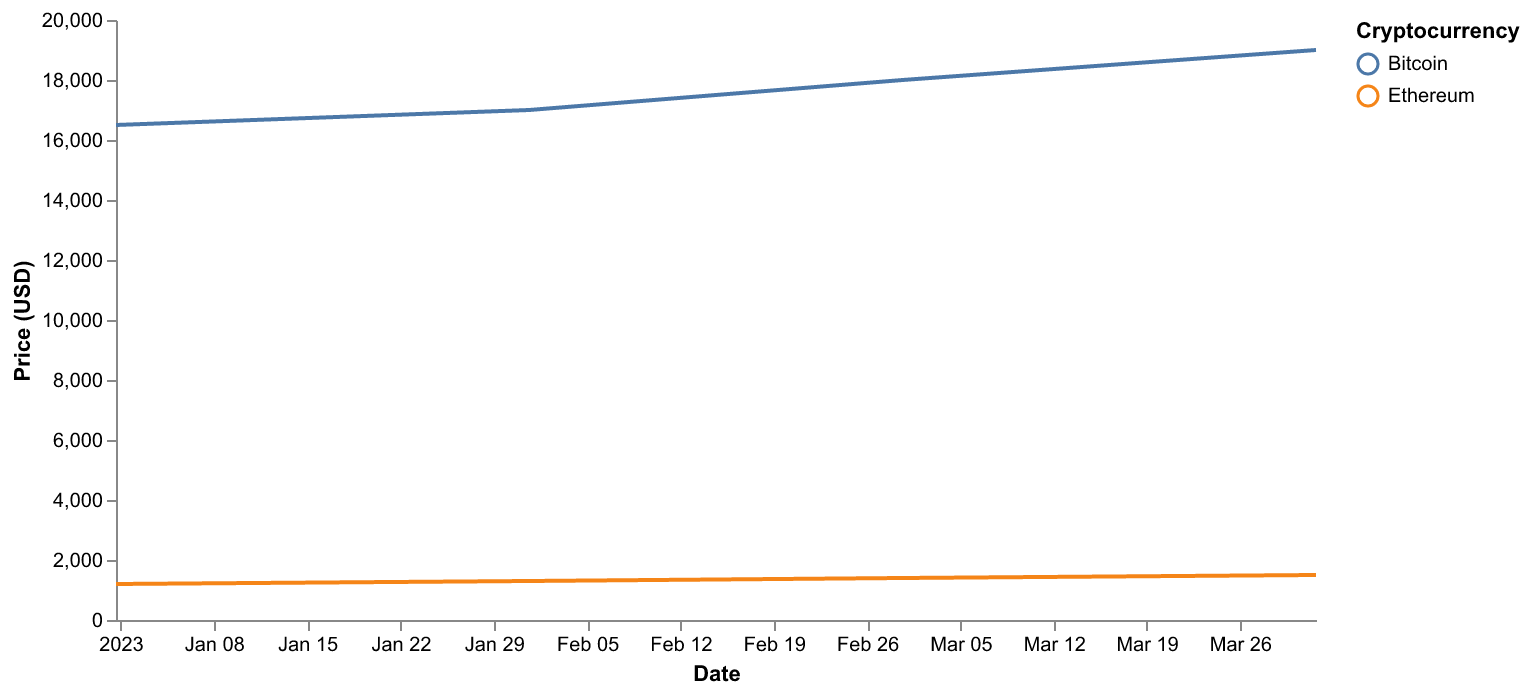 20,000
18,000
16,000
14,000
12,000
10,000
8,000
6,000
4,000
2,000
0
Price (USD)
2023 Jan 08 Jan 15 Jan 22 Jan 29 Feb 05 Feb 12 Feb 19 Feb 26 Mar 05 Mar 12 Mar 19 Mar 26
Date
Cryptocurrency
Bitcoin
Ethereum